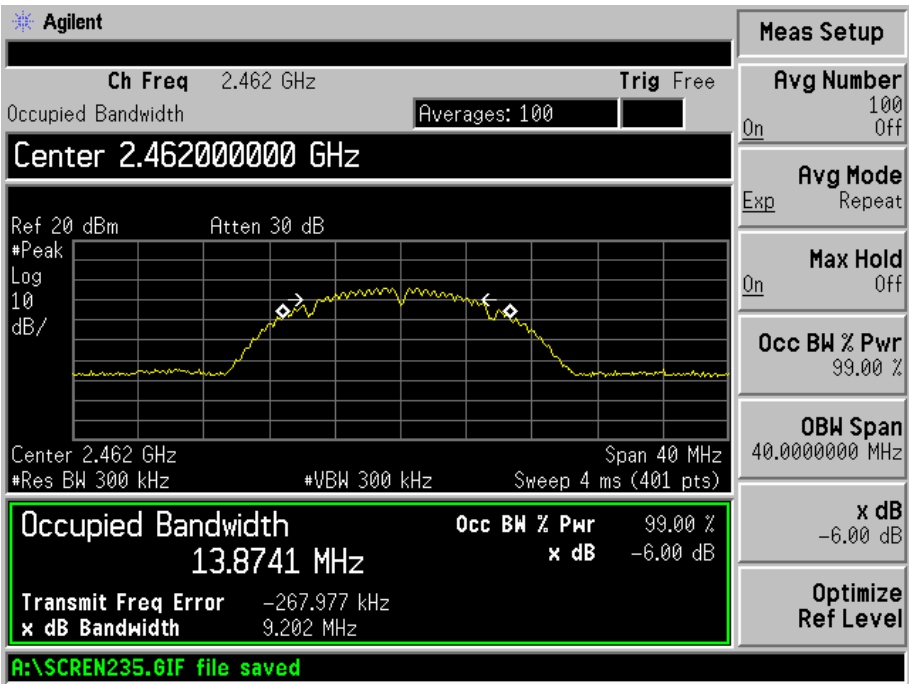 Agilent
Ch Freq 2.462 GHz Trig Free
Occupied Bandwidth Averages: 100
Center 2.462000000 GHz
Ref 20 dBm Atten 30 dB
#Peak
Log
10
dB/
Center 2.462 GHz Span 40 MHz
#Res BW 300 kHz #VBW 300 kHz Sweep 4 ms (401 pts)
Occupied Bandwidth Occ BW % Pwr 99.00 %
13.8741 MHz x dB -6.00 dB
Transmit Freq Error -267.977 kHz
x dB Bandwidth 9.202 MHz
A:\SCREN235.GIF file saved
Meas Setup
Avg Number
100
On Off
Avg Mode
Exp Repeat
Max Hold
On Off
Occ BW % Pwr
99.00 %
OBW Span
40.0000000 MHz
x dB
-6.00 dB
Optimize
Ref Level